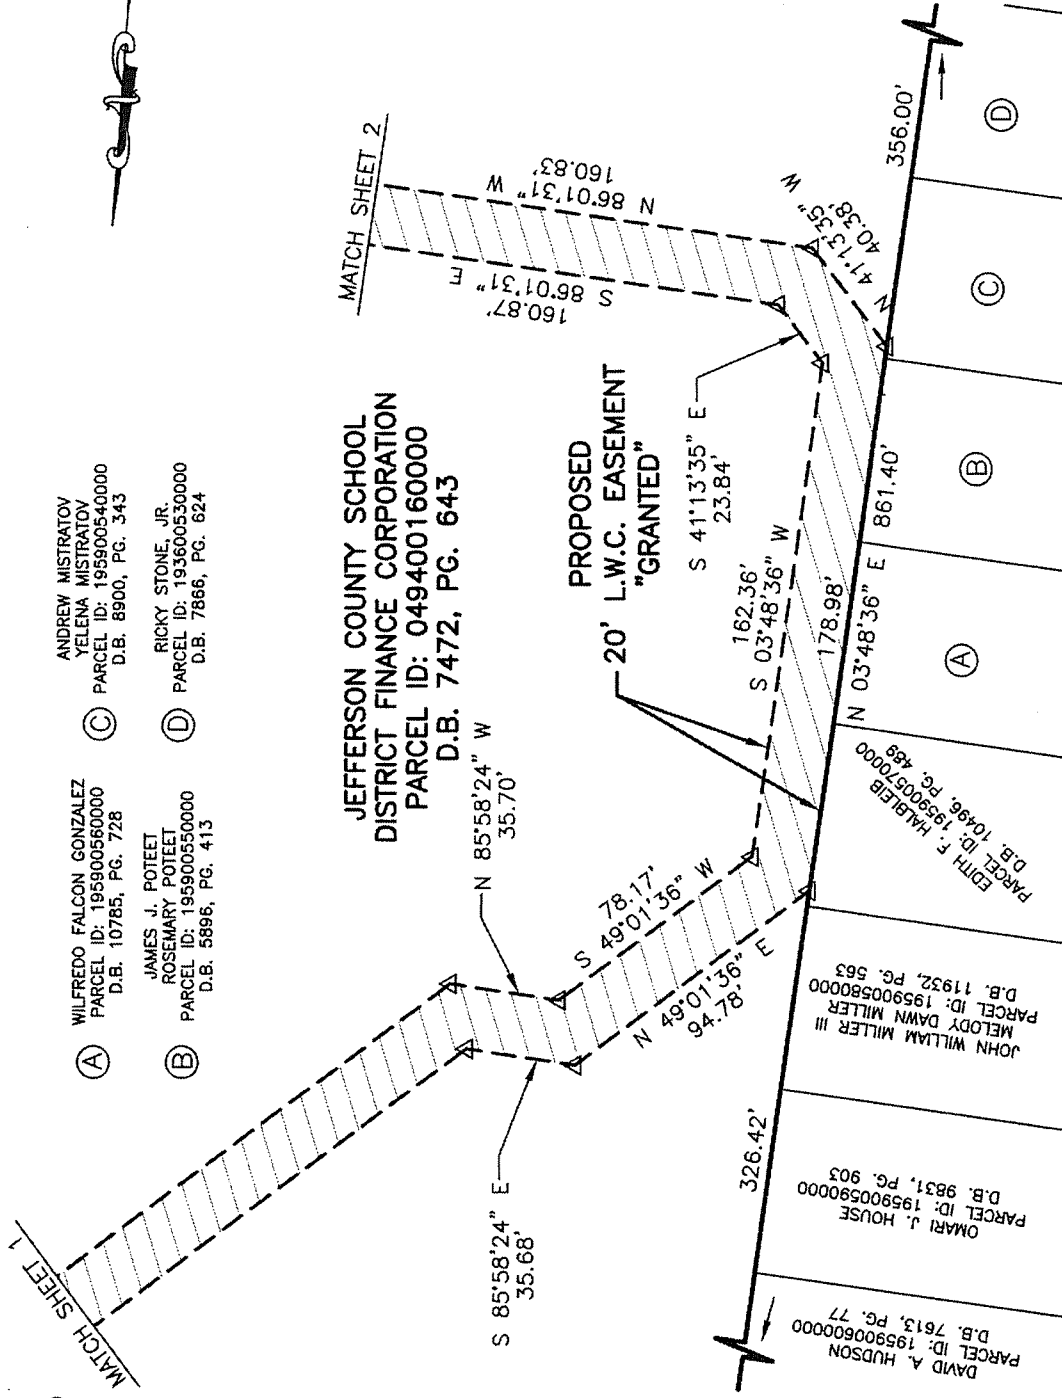 WILFREDO FALCON GONZALEZ
Ⓐ PARCEL ID: 195900560000
D.B. 10785, PG. 728
JAMES J. POTEET
ROSEMARY POTEET
Ⓑ PARCEL ID: 195900550000
D.B. 5896, PG. 413
ANDREW MISTRATOV
YELENA MISTRATOV
Ⓒ PARCEL ID: 195900540000
D.B. 8900, PG. 343
RICKY STONE, JR.
Ⓓ PARCEL ID: 193600530000
D.B. 7866, PG. 624
JEFFERSON COUNTY SCHOOL
DISTRICT FINANCE CORPORATION
PARCEL ID: 049400160000
D.B. 7472, PG. 643
MATCH SHEET 1
MATCH SHEET 2
S 86°01'31" E
160.87'
N 86°01'31" W
160.83'
N 41°13'35" W
40.38'
S 41°13'35" E
23.84'
PROPOSED
20' L.W.C. EASEMENT
"GRANTED"
162.36'
S 03°48'36" W
178.98'
N 03°48'36" E
861.40'
356.00'
326.42'
N 85°58'24" W
35.70'
S 85°58'24" E
35.68'
78.17'
S 49°01'36" W
N 49°01'36" E
94.78'
DAVID A. HUDSON
PARCEL ID: 195900600000
D.B. 7613, PG. 77
OMARI J. HOUSE
PARCEL ID: 195900590000
D.B. 9831, PG. 903
JOHN WILLIAM MILLER III
MELODY DAWN MILLER
PARCEL ID: 195900580000
D.B. 11932, PG. 563
EDITH F. HALBLEIB
PARCEL ID: 195900570000
D.B. 10496, PG. 489
Ⓐ
Ⓑ
Ⓒ
Ⓓ